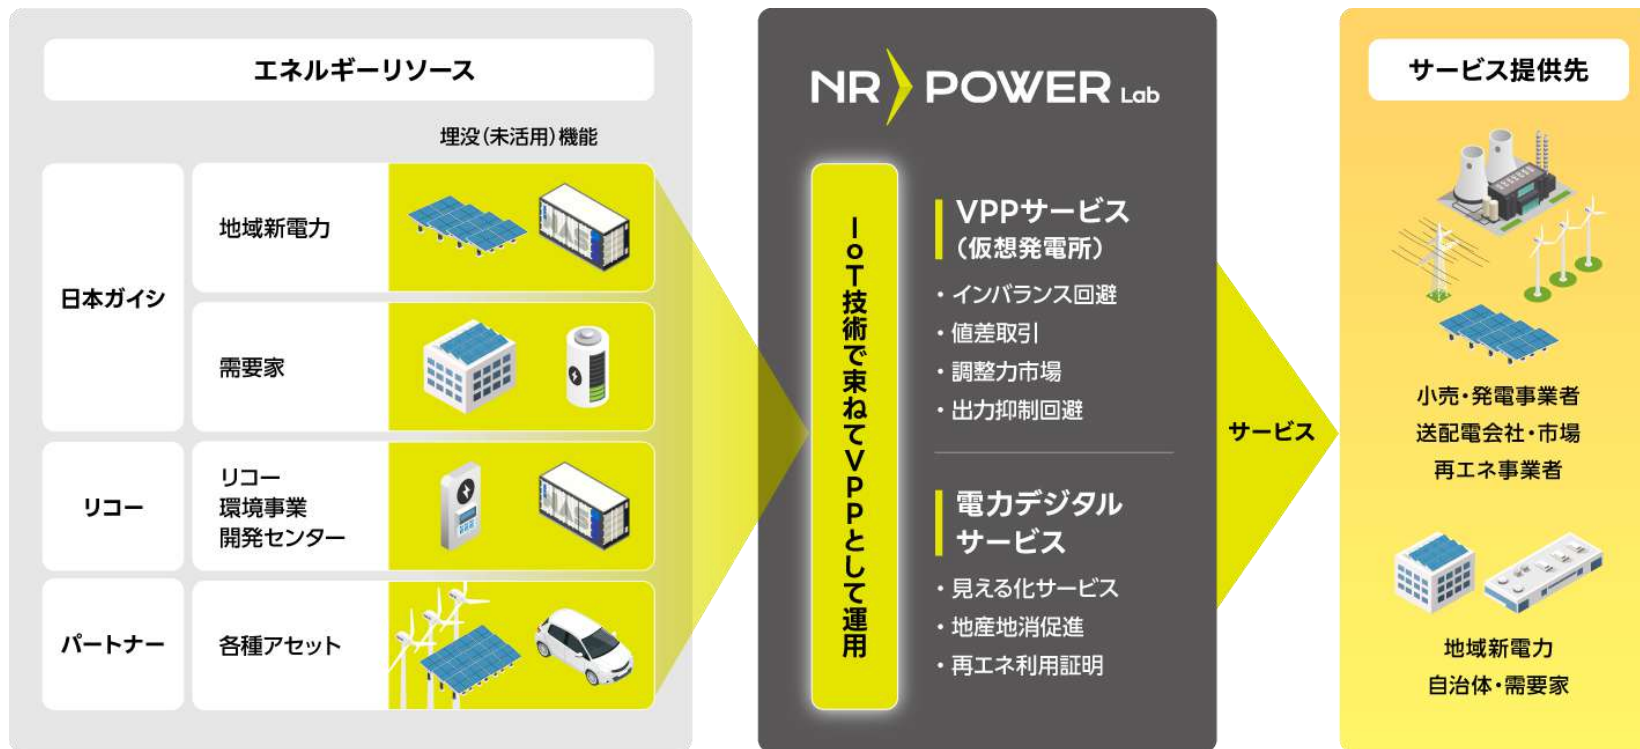 エネルギーリソース
埋没(未活用)機能
日本ガイシ
地域新電力
需要家
リコー
リコー
環境事業
開発センター
パートナー
各種アセット
NR POWER Lab
IoT技術で束ねてVPPとして運用
VPPサービス
(仮想発電所)
・インバランス回避
・値差取引
・調整力市場
・出力抑制回避
電力デジタル
サービス
・見える化サービス
・地産地消促進
・再エネ利用証明
サービス
サービス提供先
小売・発電事業者
送配電会社・市場
再エネ事業者
地域新電力
自治体・需要家